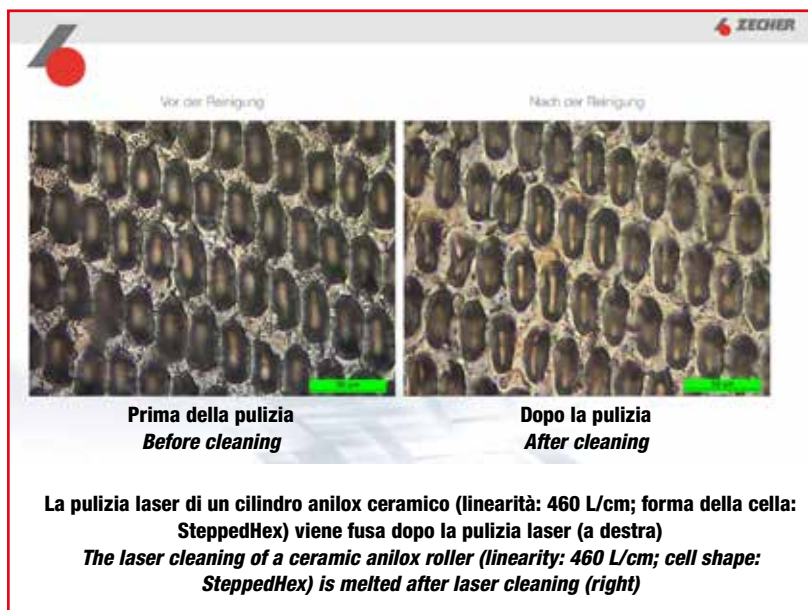 ZECHER
Vor der Reinigung
Nach der Reinigung
Prima della pulizia
Before cleaning
Dopo la pulizia
After cleaning
La pulizia laser di un cilindro anilox ceramico (linearità: 460 L/cm; forma della cella:
SteppedHex) viene fusa dopo la pulizia laser (a destra)
The laser cleaning of a ceramic anilox roller (linearity: 460 L/cm; cell shape:
SteppedHex) is melted after laser cleaning (right)